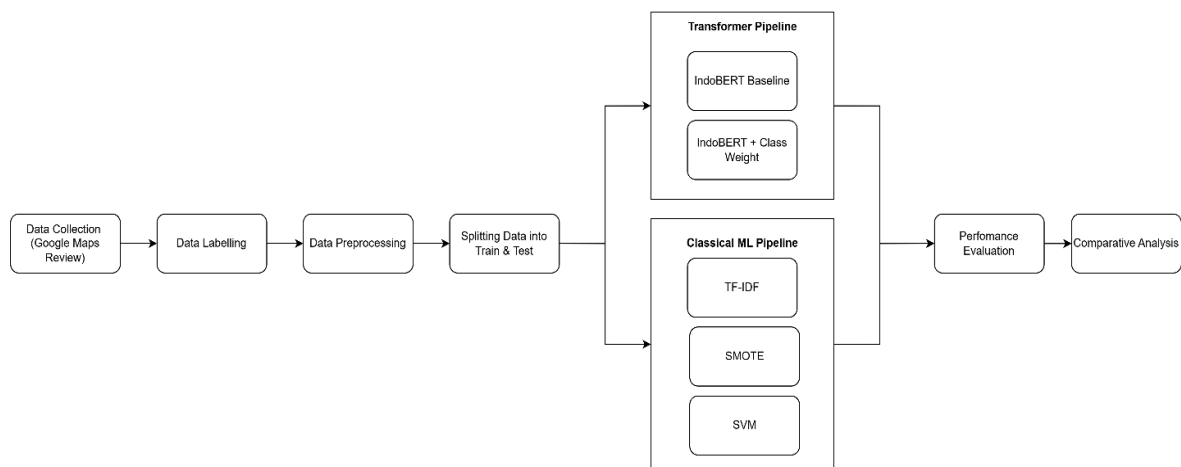 Data Collection
(Google Maps
Review)
Data Labelling
Data Preprocessing
Splitting Data into
Train & Test
Transformer Pipeline
IndoBERT Baseline
IndoBERT + Class
Weight
Classical ML Pipeline
TF-IDF
SMOTE
SVM
Perfomance
Evaluation
Comparative Analysis